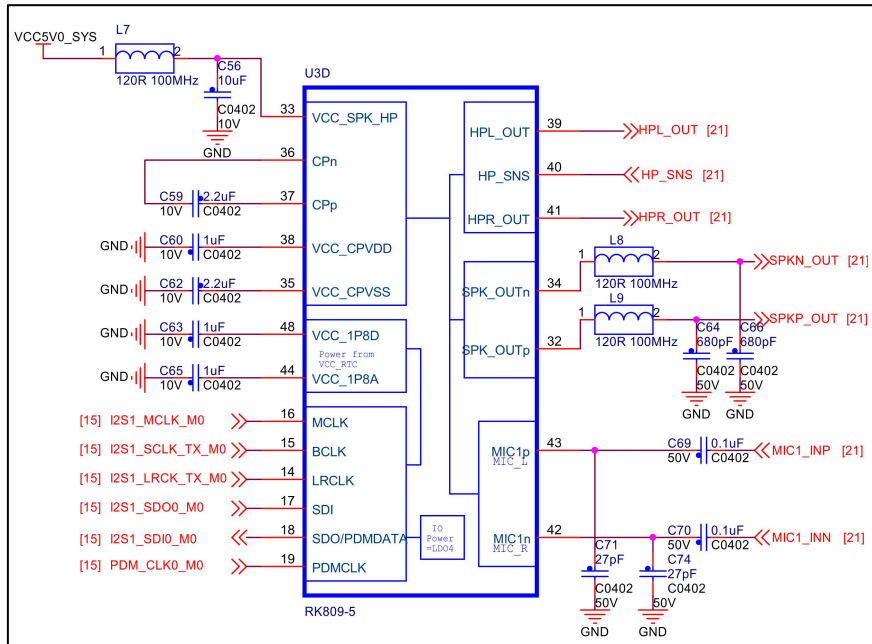 VCC5V0_SYS
L7
1
2
120R 100MHz
C56
10uF
C0402
10V
GND
U3D
33
VCC_SPK_HP
36
CPn
C59
2.2uF
10V
C0402
37
CPp
GND
C60
1uF
10V
C0402
38
VCC_CPVDD
GND
C62
2.2uF
10V
C0402
35
VCC_CPVSS
GND
C63
1uF
10V
C0402
48
VCC_1P8D
Power from
VCC_RTC
GND
C65
1uF
10V
C0402
44
VCC_1P8A
[15] I2S1_MCLK_M0
16
MCLK
[15] I2S1_SCLK_TX_M0
15
BCLK
[15] I2S1_LRCK_TX_M0
14
LRCLK
[15] I2S1_SDO0_M0
17
SDI
[15] I2S1_SDI0_M0
18
SDO/PDMDATA
[15] PDM_CLK0_M0
19
PDMCLK
IO
Power
=LDO4
RK809-5
HPL_OUT
39
HPL_OUT [21]
HP_SNS
40
HP_SNS [21]
HPR_OUT
41
HPR_OUT [21]
SPK_OUTn
34
1
L8
2
120R 100MHz
SPKN_OUT [21]
SPK_OUTp
32
1
L9
2
120R 100MHz
SPKP_OUT [21]
C64
680pF
C0402
50V
GND
C66
680pF
C0402
50V
GND
MIC1p
MIC_L
43
C69
0.1uF
50V
C0402
MIC1_INP [21]
MIC1n
MIC_R
42
C70
0.1uF
50V
C0402
MIC1_INN [21]
C71
27pF
C0402
50V
GND
C74
27pF
C0402
50V
GND